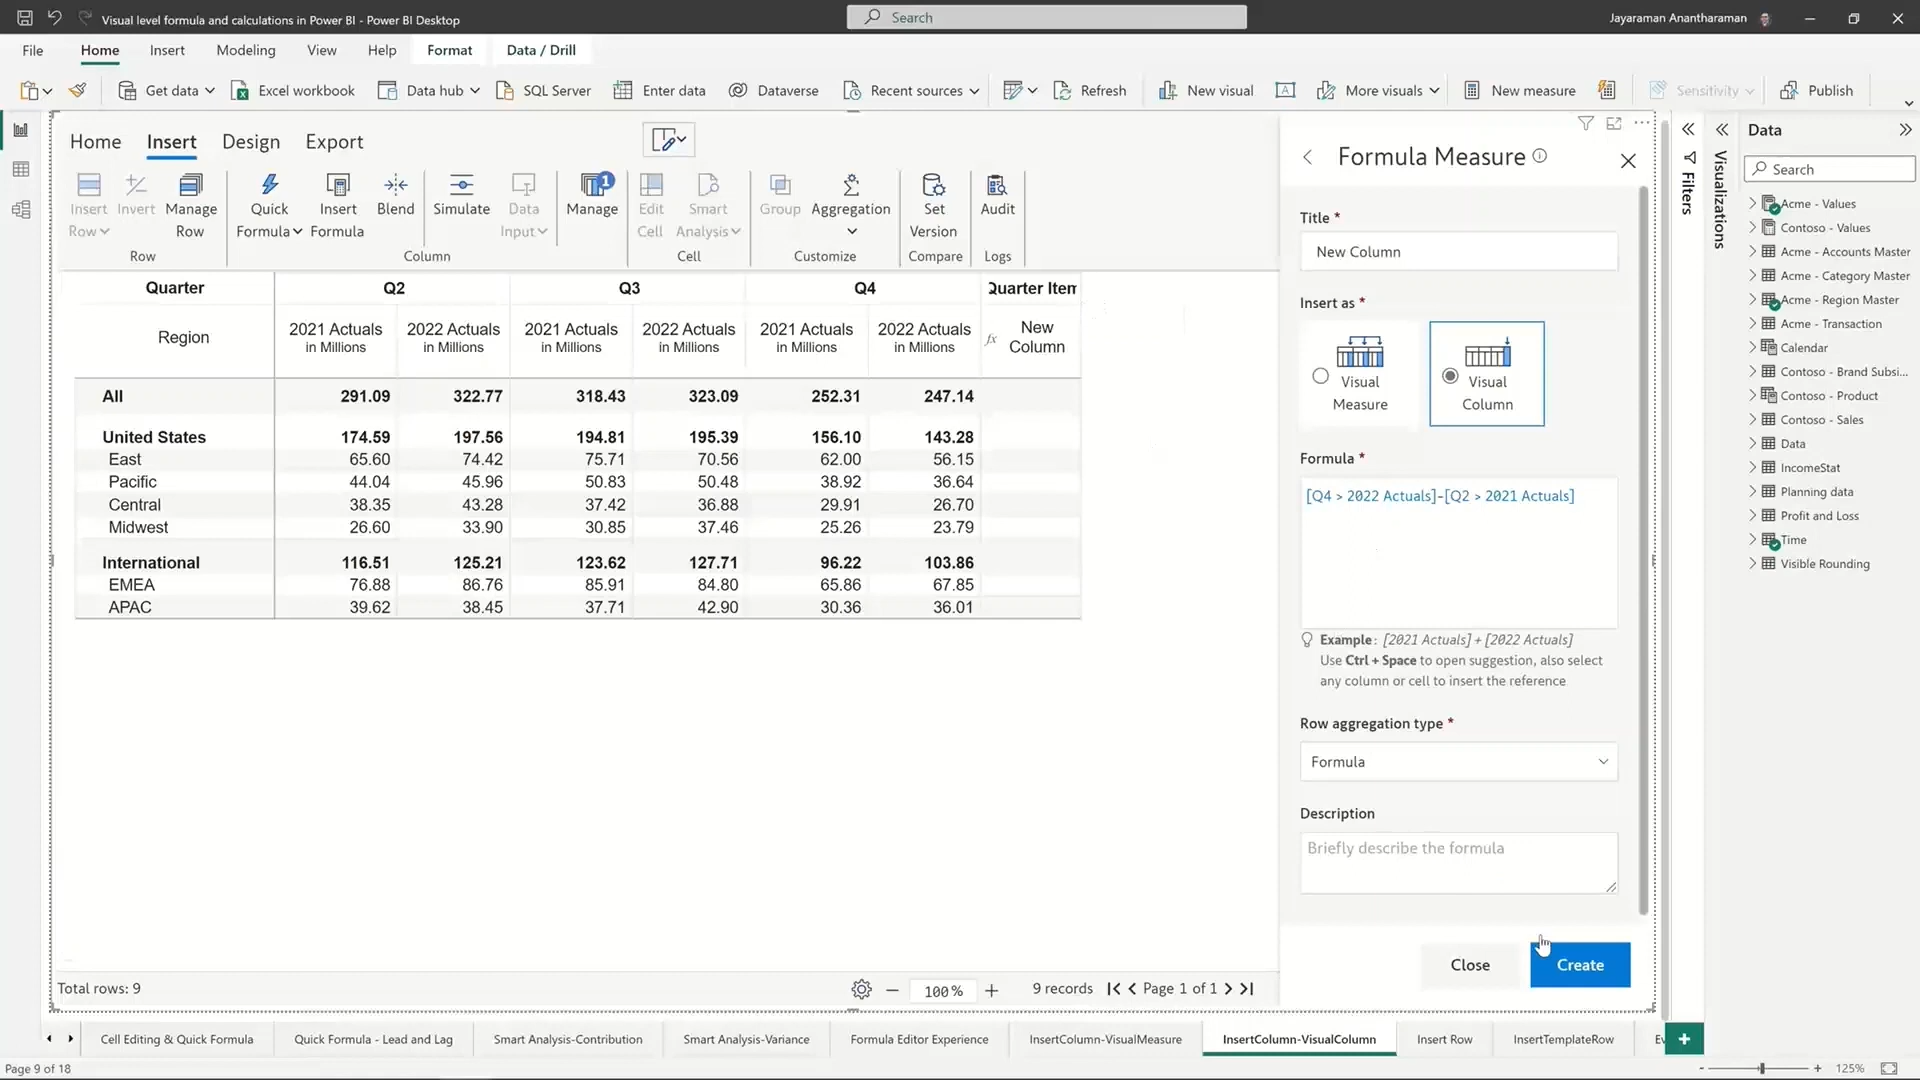 Visual level formula and calculations in Power BI - Power BI Desktop
Search
Jayaraman Anantharaman
File Home Insert Modeling View Help Format Data / Drill
Get data Excel workbook Data hub SQL Server Enter data Dataverse Recent sources Refresh New visual More visuals New measure Sensitivity Publish
Home Insert Design Export
Insert Row
Invert
Manage Row
Row
Quick Formula
Insert Formula
Blend
Simulate
Data Input
Column
Manage
1
Edit Cell
Smart Analysis
Cell
Group
Aggregation
Customize
Set Version
Compare
Audit
Logs
Quarter Q2 Q3 Q4 Quarter Item
Region 2021 Actuals in Millions 2022 Actuals in Millions 2021 Actuals in Millions 2022 Actuals in Millions 2021 Actuals in Millions 2022 Actuals in Millions fx New Column
All 291.09 322.77 318.43 323.09 252.31 247.14
United States 174.59 197.56 194.81 195.39 156.10 143.28
East 65.60 74.42 75.71 70.56 62.00 56.15
Pacific 44.04 45.96 50.83 50.48 38.92 36.64
Central 38.35 43.28 37.42 36.88 29.91 26.70
Midwest 26.60 33.90 30.85 37.46 25.26 23.79
International 116.51 125.21 123.62 127.71 96.22 103.86
EMEA 76.88 86.76 85.91 84.80 65.86 67.85
APAC 39.62 38.45 37.71 42.90 30.36 36.01
Total rows: 9
100 %
9 records
Page 1 of 1
Formula Measure
Title *
New Column
Insert as *
Visual Measure
Visual Column
Formula *
[Q4 > 2022 Actuals]-[Q2 > 2021 Actuals]
Example : [2021 Actuals] + [2022 Actuals]
Use Ctrl + Space to open suggestion, also select
any column or cell to insert the reference
Row aggregation type *
Formula
Description
Briefly describe the formula
Close
Create
Filters
Visualizations
Data
Search
Acme - Values
Contoso - Values
Acme - Accounts Master
Acme - Category Master
Acme - Region Master
Acme - Transaction
Calendar
Contoso - Brand Subsi...
Contoso - Product
Contoso - Sales
Data
IncomeStat
Planning data
Profit and Loss
Time
Visible Rounding
Cell Editing & Quick Formula Quick Formula - Lead and Lag Smart Analysis-Contribution Smart Analysis-Variance Formula Editor Experience InsertColumn-VisualMeasure InsertColumn-VisualColumn Insert Row InsertTemplateRow
Page 9 of 18
125%